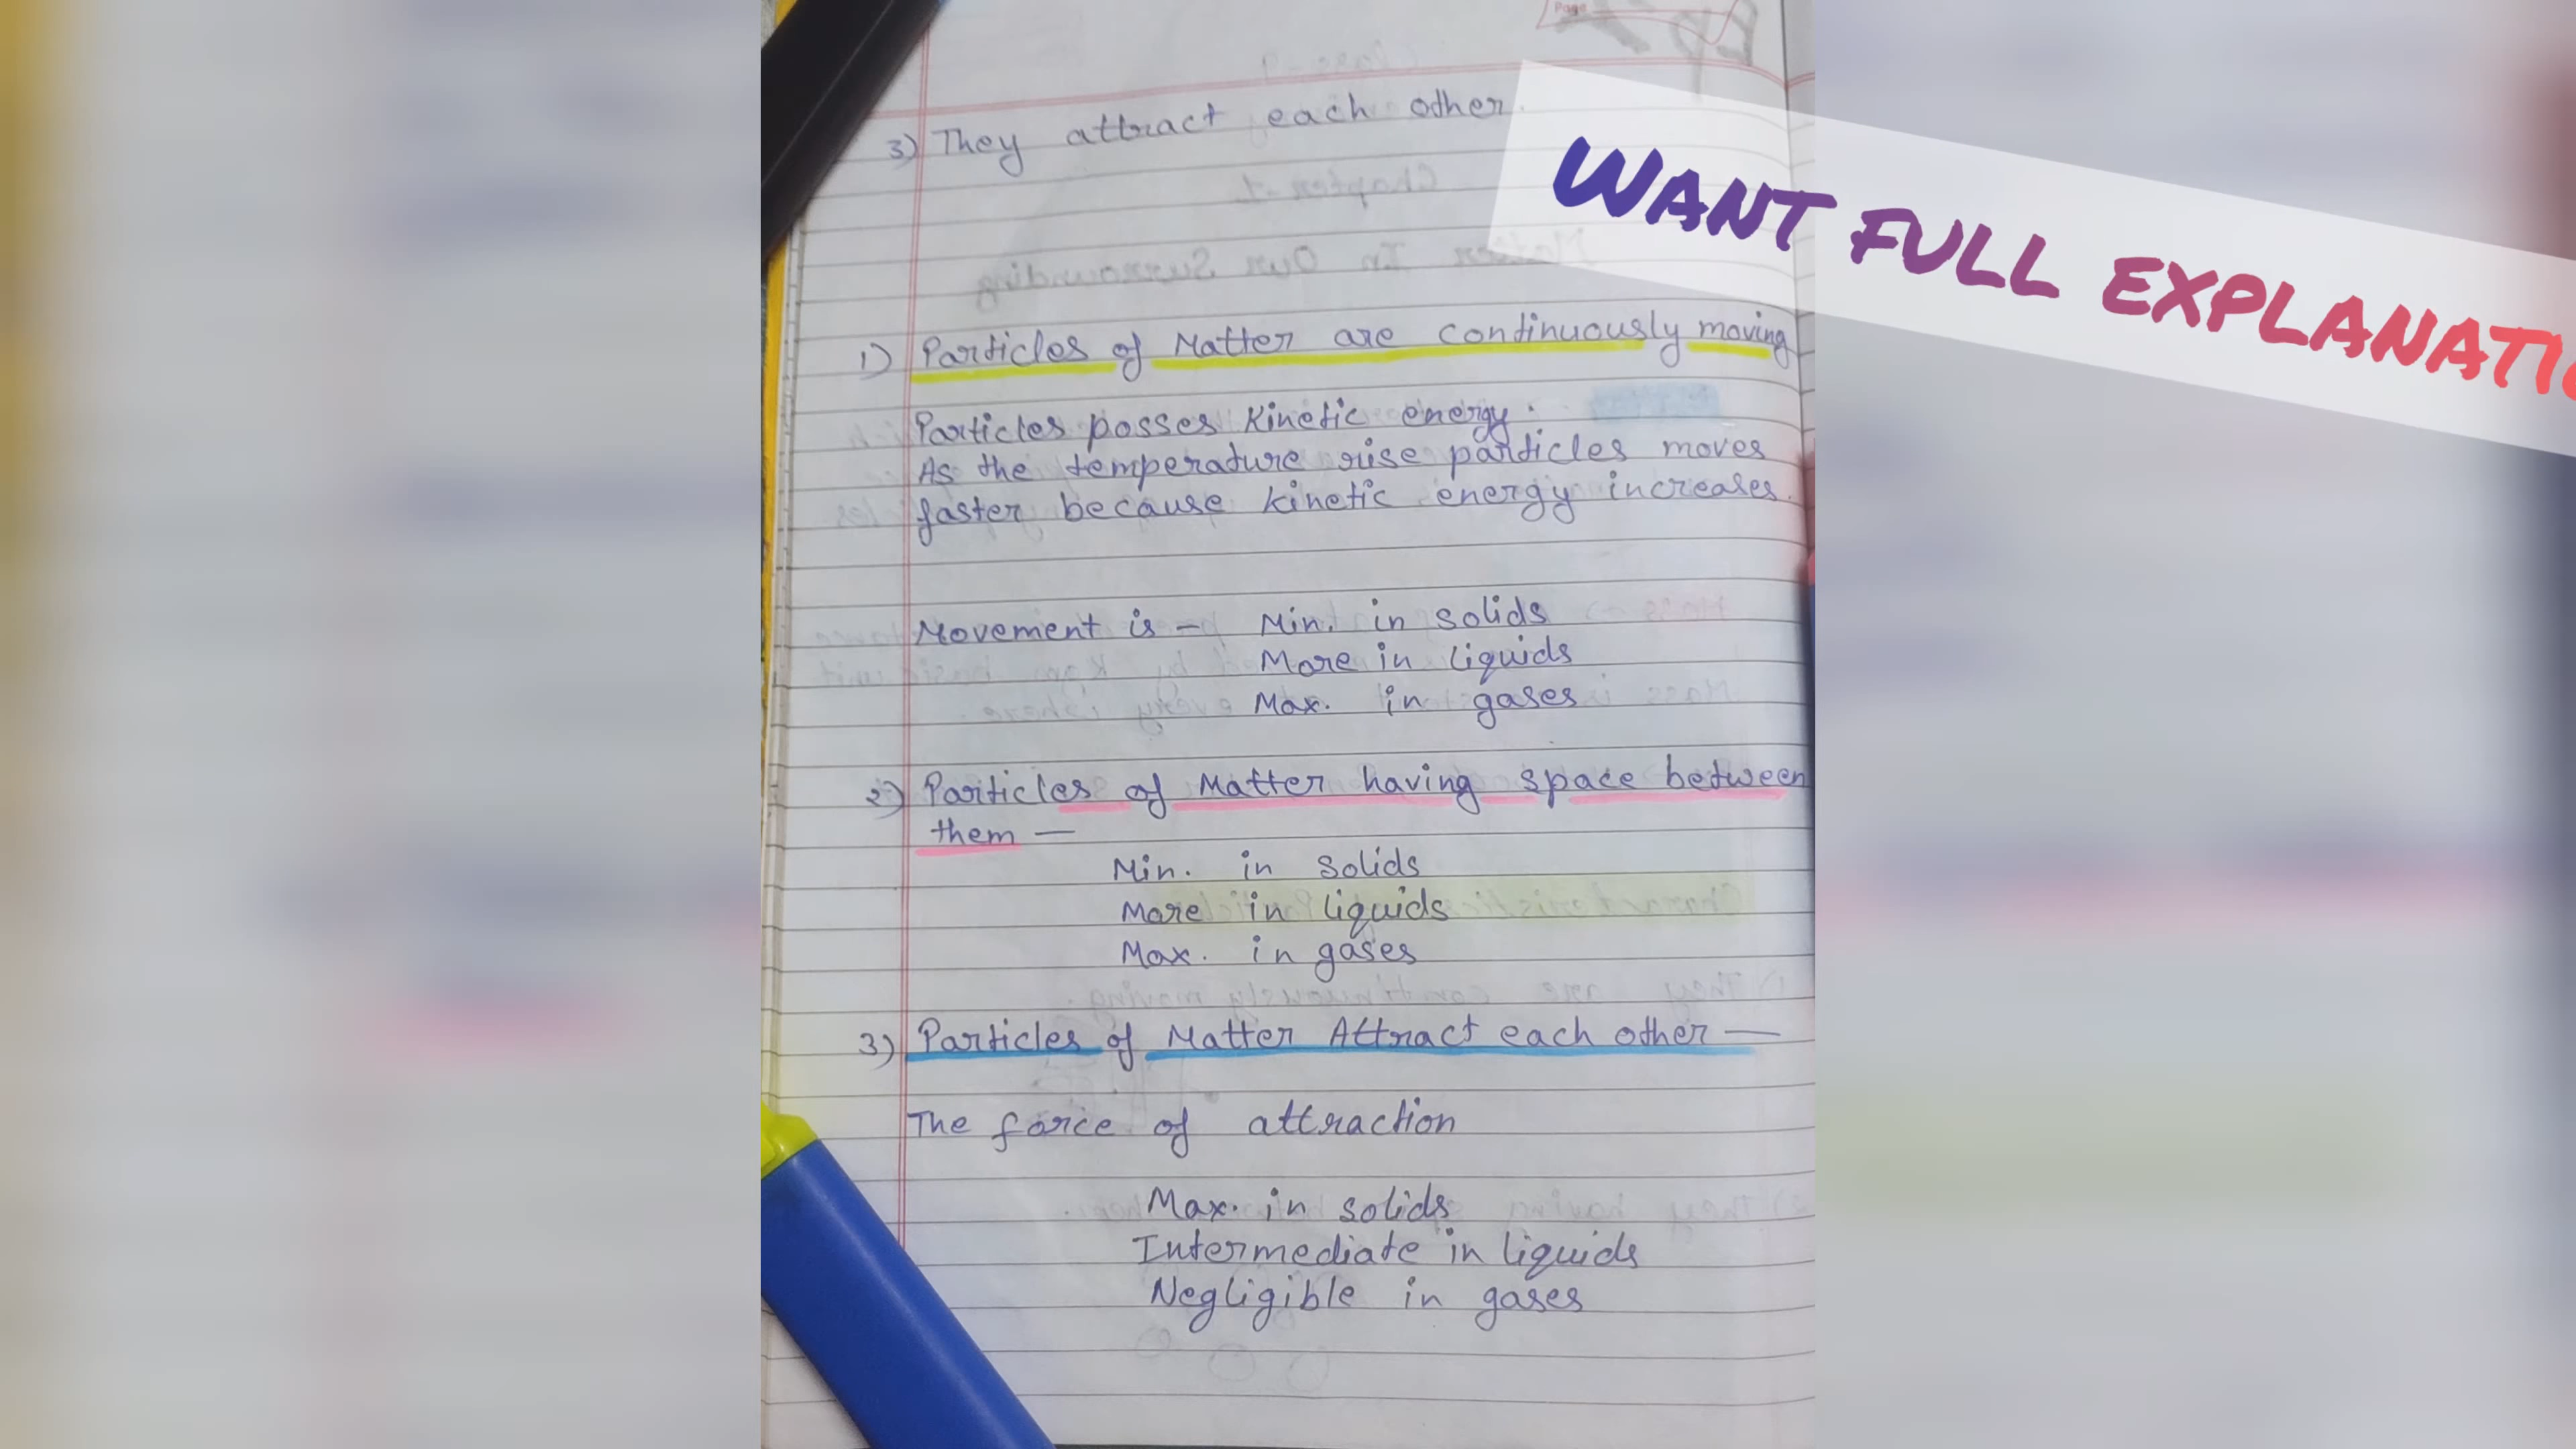 Page
3) They attract each other.
WANT FULL EXPLANATI
1) Particles of Matter are continuously moving
Particles posses Kinetic energy.
As the temperature rise particles moves
faster because kinetic energy increases.
Movement is - Min. in solids
More in liquids
Max. in gases
2) Particles of Matter having space between
them —
Min. in solids
More in liquids
Max. in gases
3) Particles of Matter Attract each other —
The force of attraction
Max. in solids
Intermediate in liquids
Negligible in gases